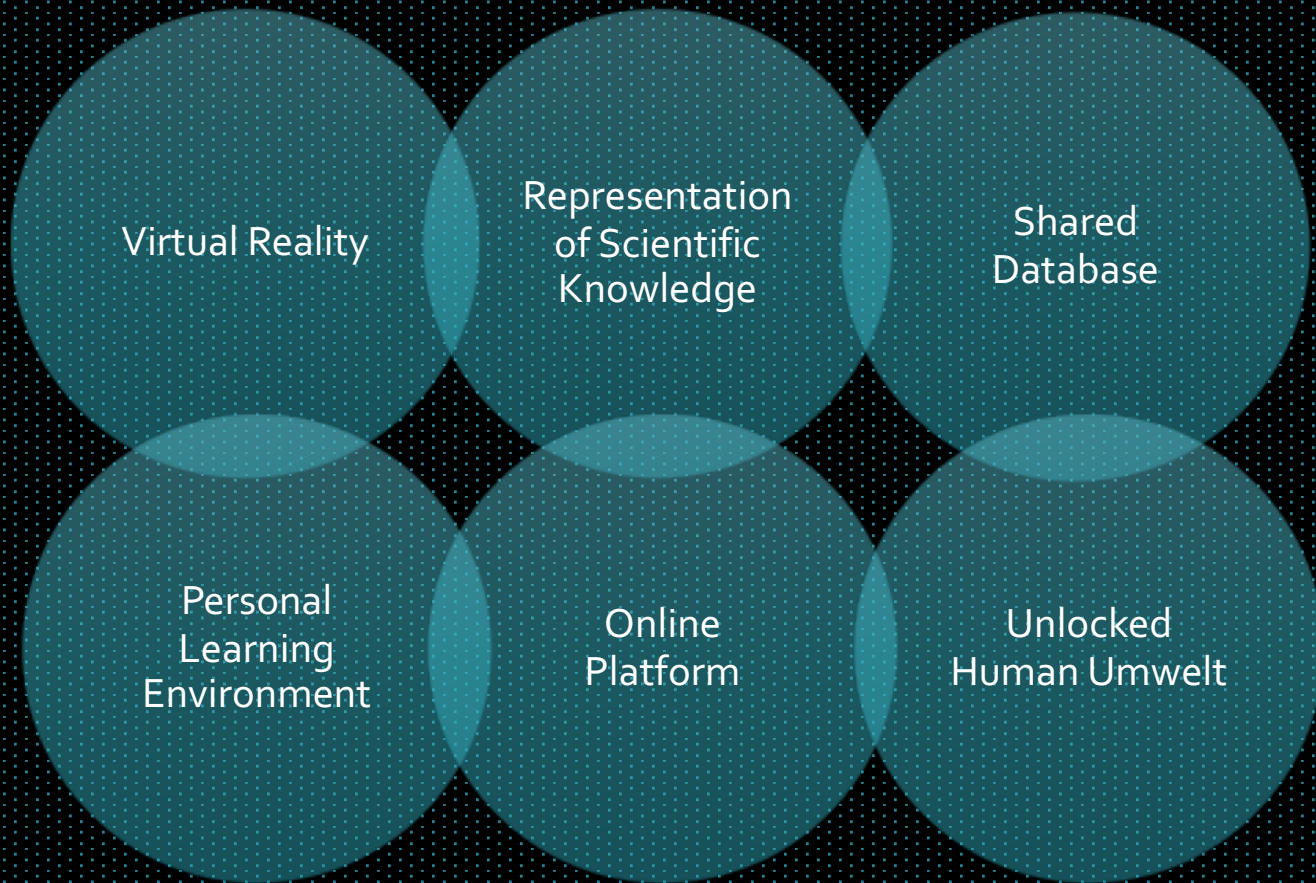 Virtual Reality
Representation
of Scientific
Knowledge
Shared
Database
Personal
Learning
Environment
Online
Platform
Unlocked
Human Umwelt